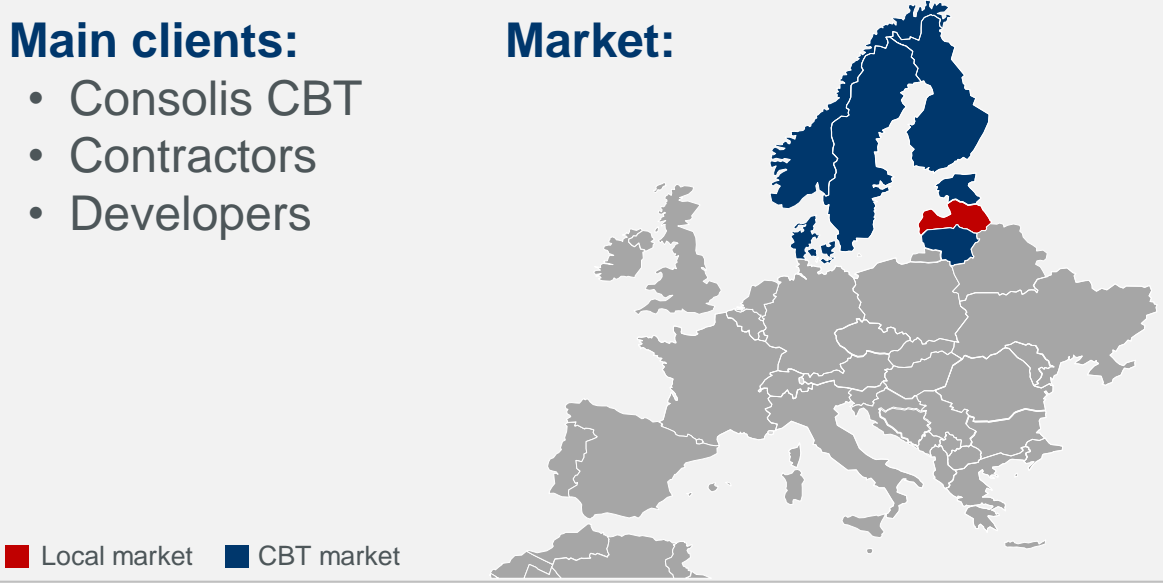 Main clients:
• Consolis CBT
• Contractors
• Developers
Market:
Local market
CBT market